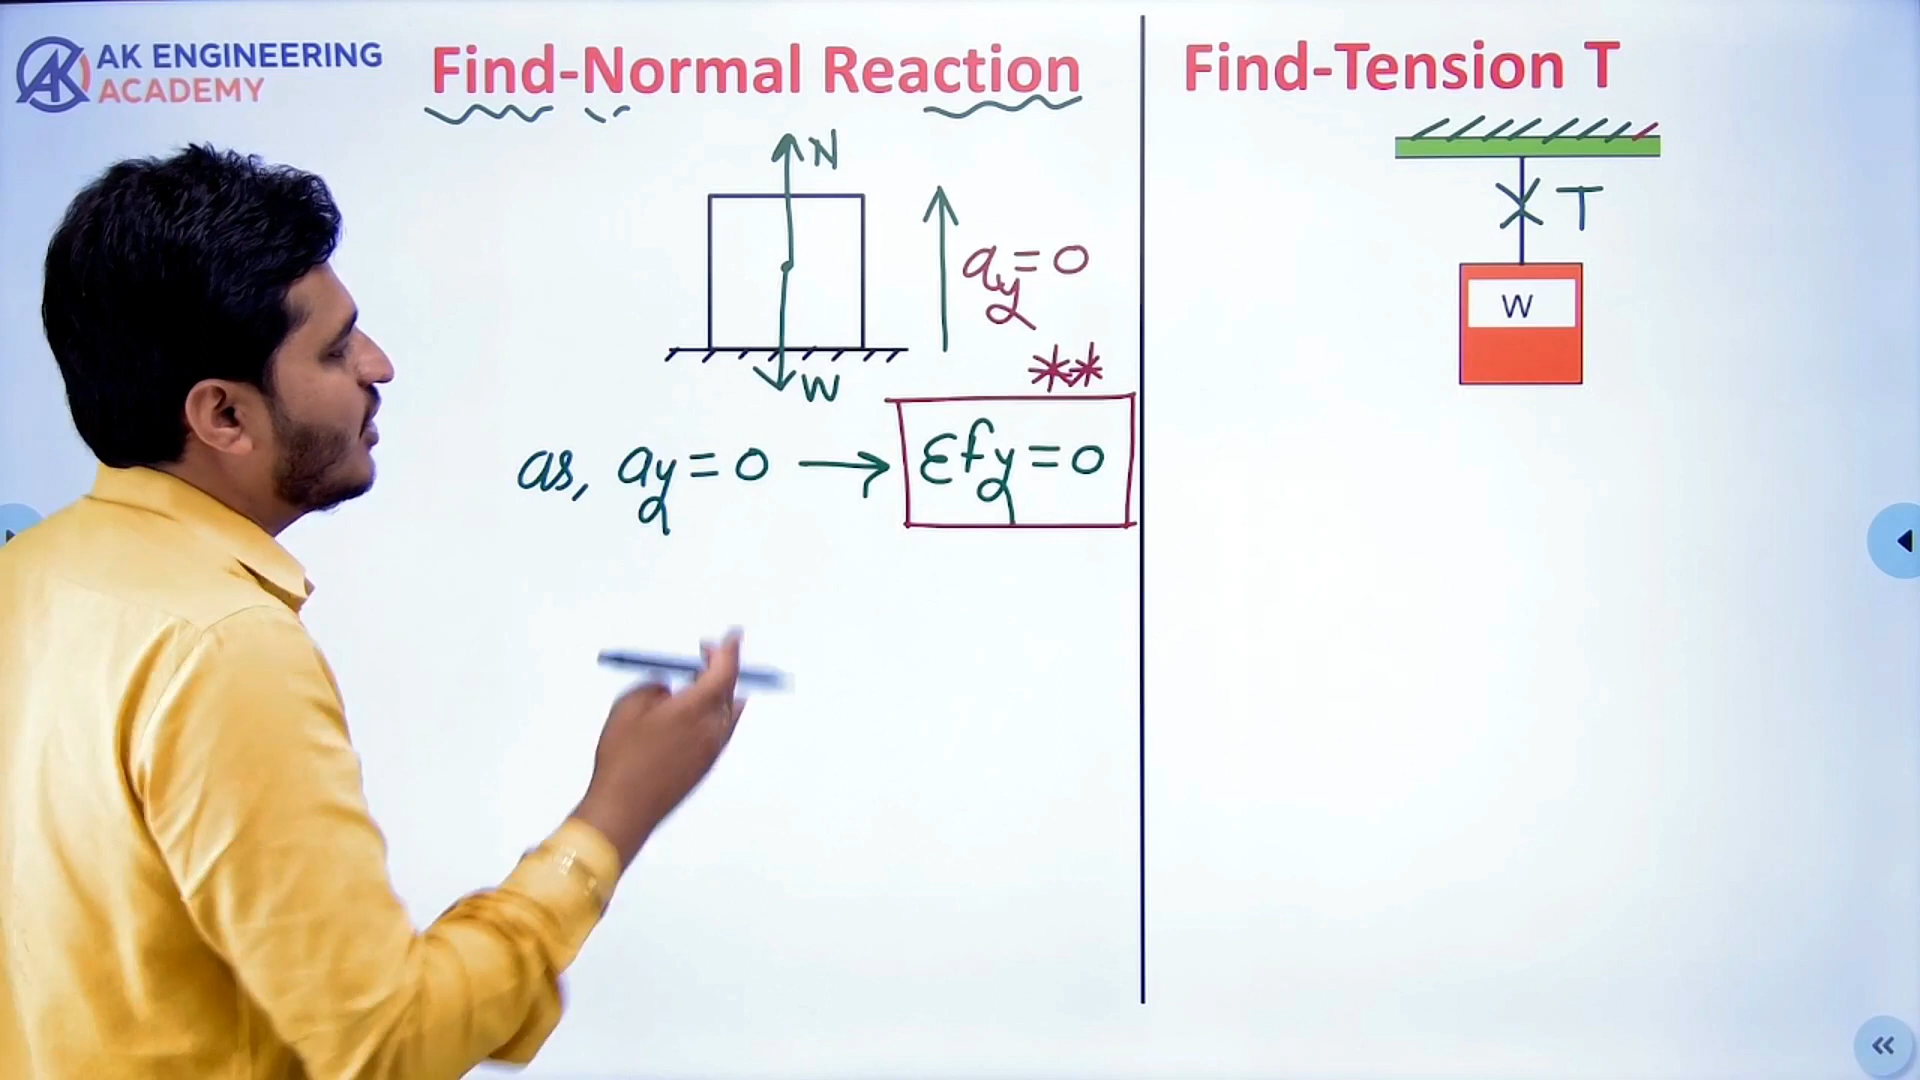 AK ENGINEERING
ACADEMY
Find-Normal Reaction
N
ay = 0
**
W
as, ay = 0 → Σfy = 0
Find-Tension T
T
W